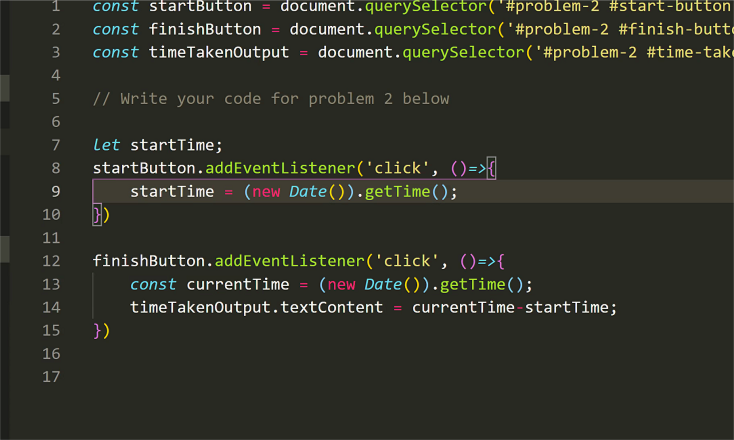 1 const startButton = document.querySelector('#problem-2 #start-button
2 const finishButton = document.querySelector('#problem-2 #finish-butto
3 const timeTakenOutput = document.querySelector('#problem-2 #time-take
4
5 // Write your code for problem 2 below
6
7 let startTime;
8 startButton.addEventListener('click', ()=>{
9 startTime = (new Date()).getTime();
10 })
11
12 finishButton.addEventListener('click', ()=>{
13 const currentTime = (new Date()).getTime();
14 timeTakenOutput.textContent = currentTime-startTime;
15 })
16
17